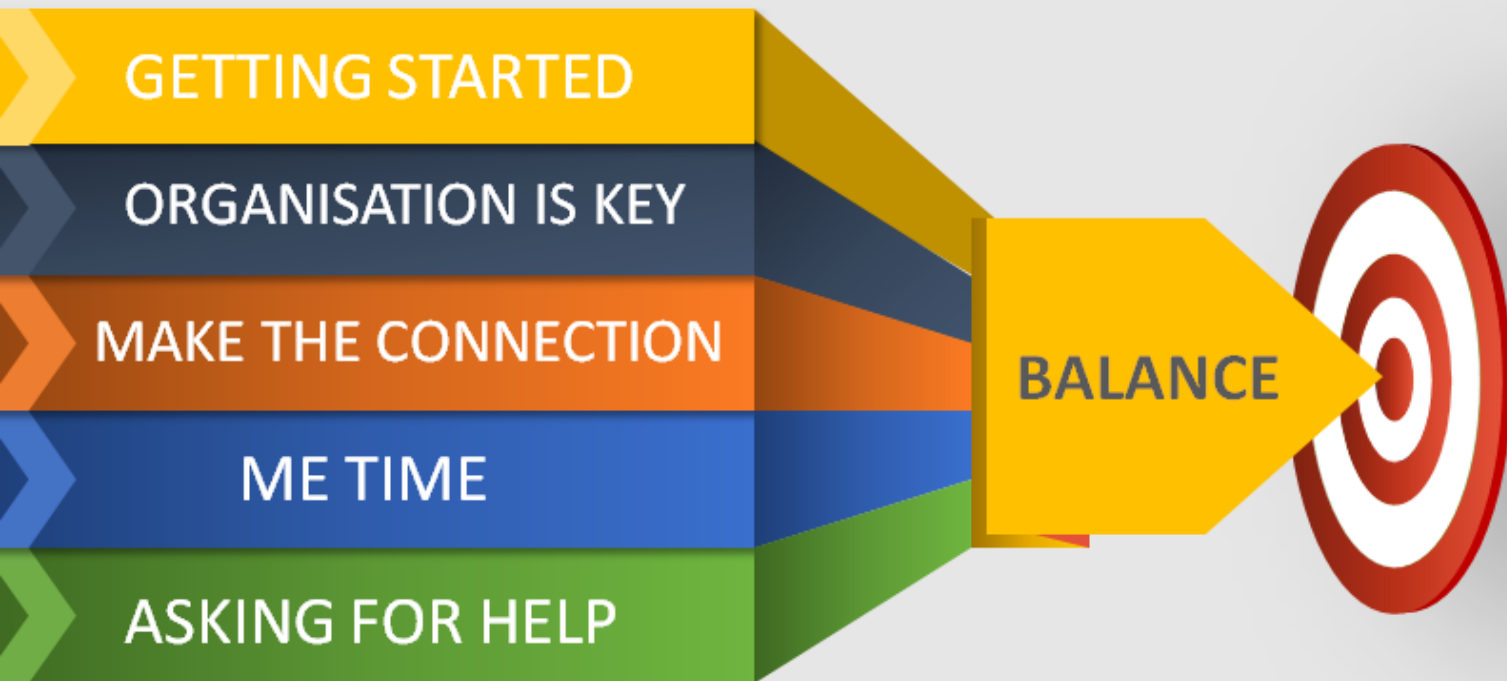 GETTING STARTED
ORGANISATION IS KEY
MAKE THE CONNECTION
ME TIME
ASKING FOR HELP
BALANCE